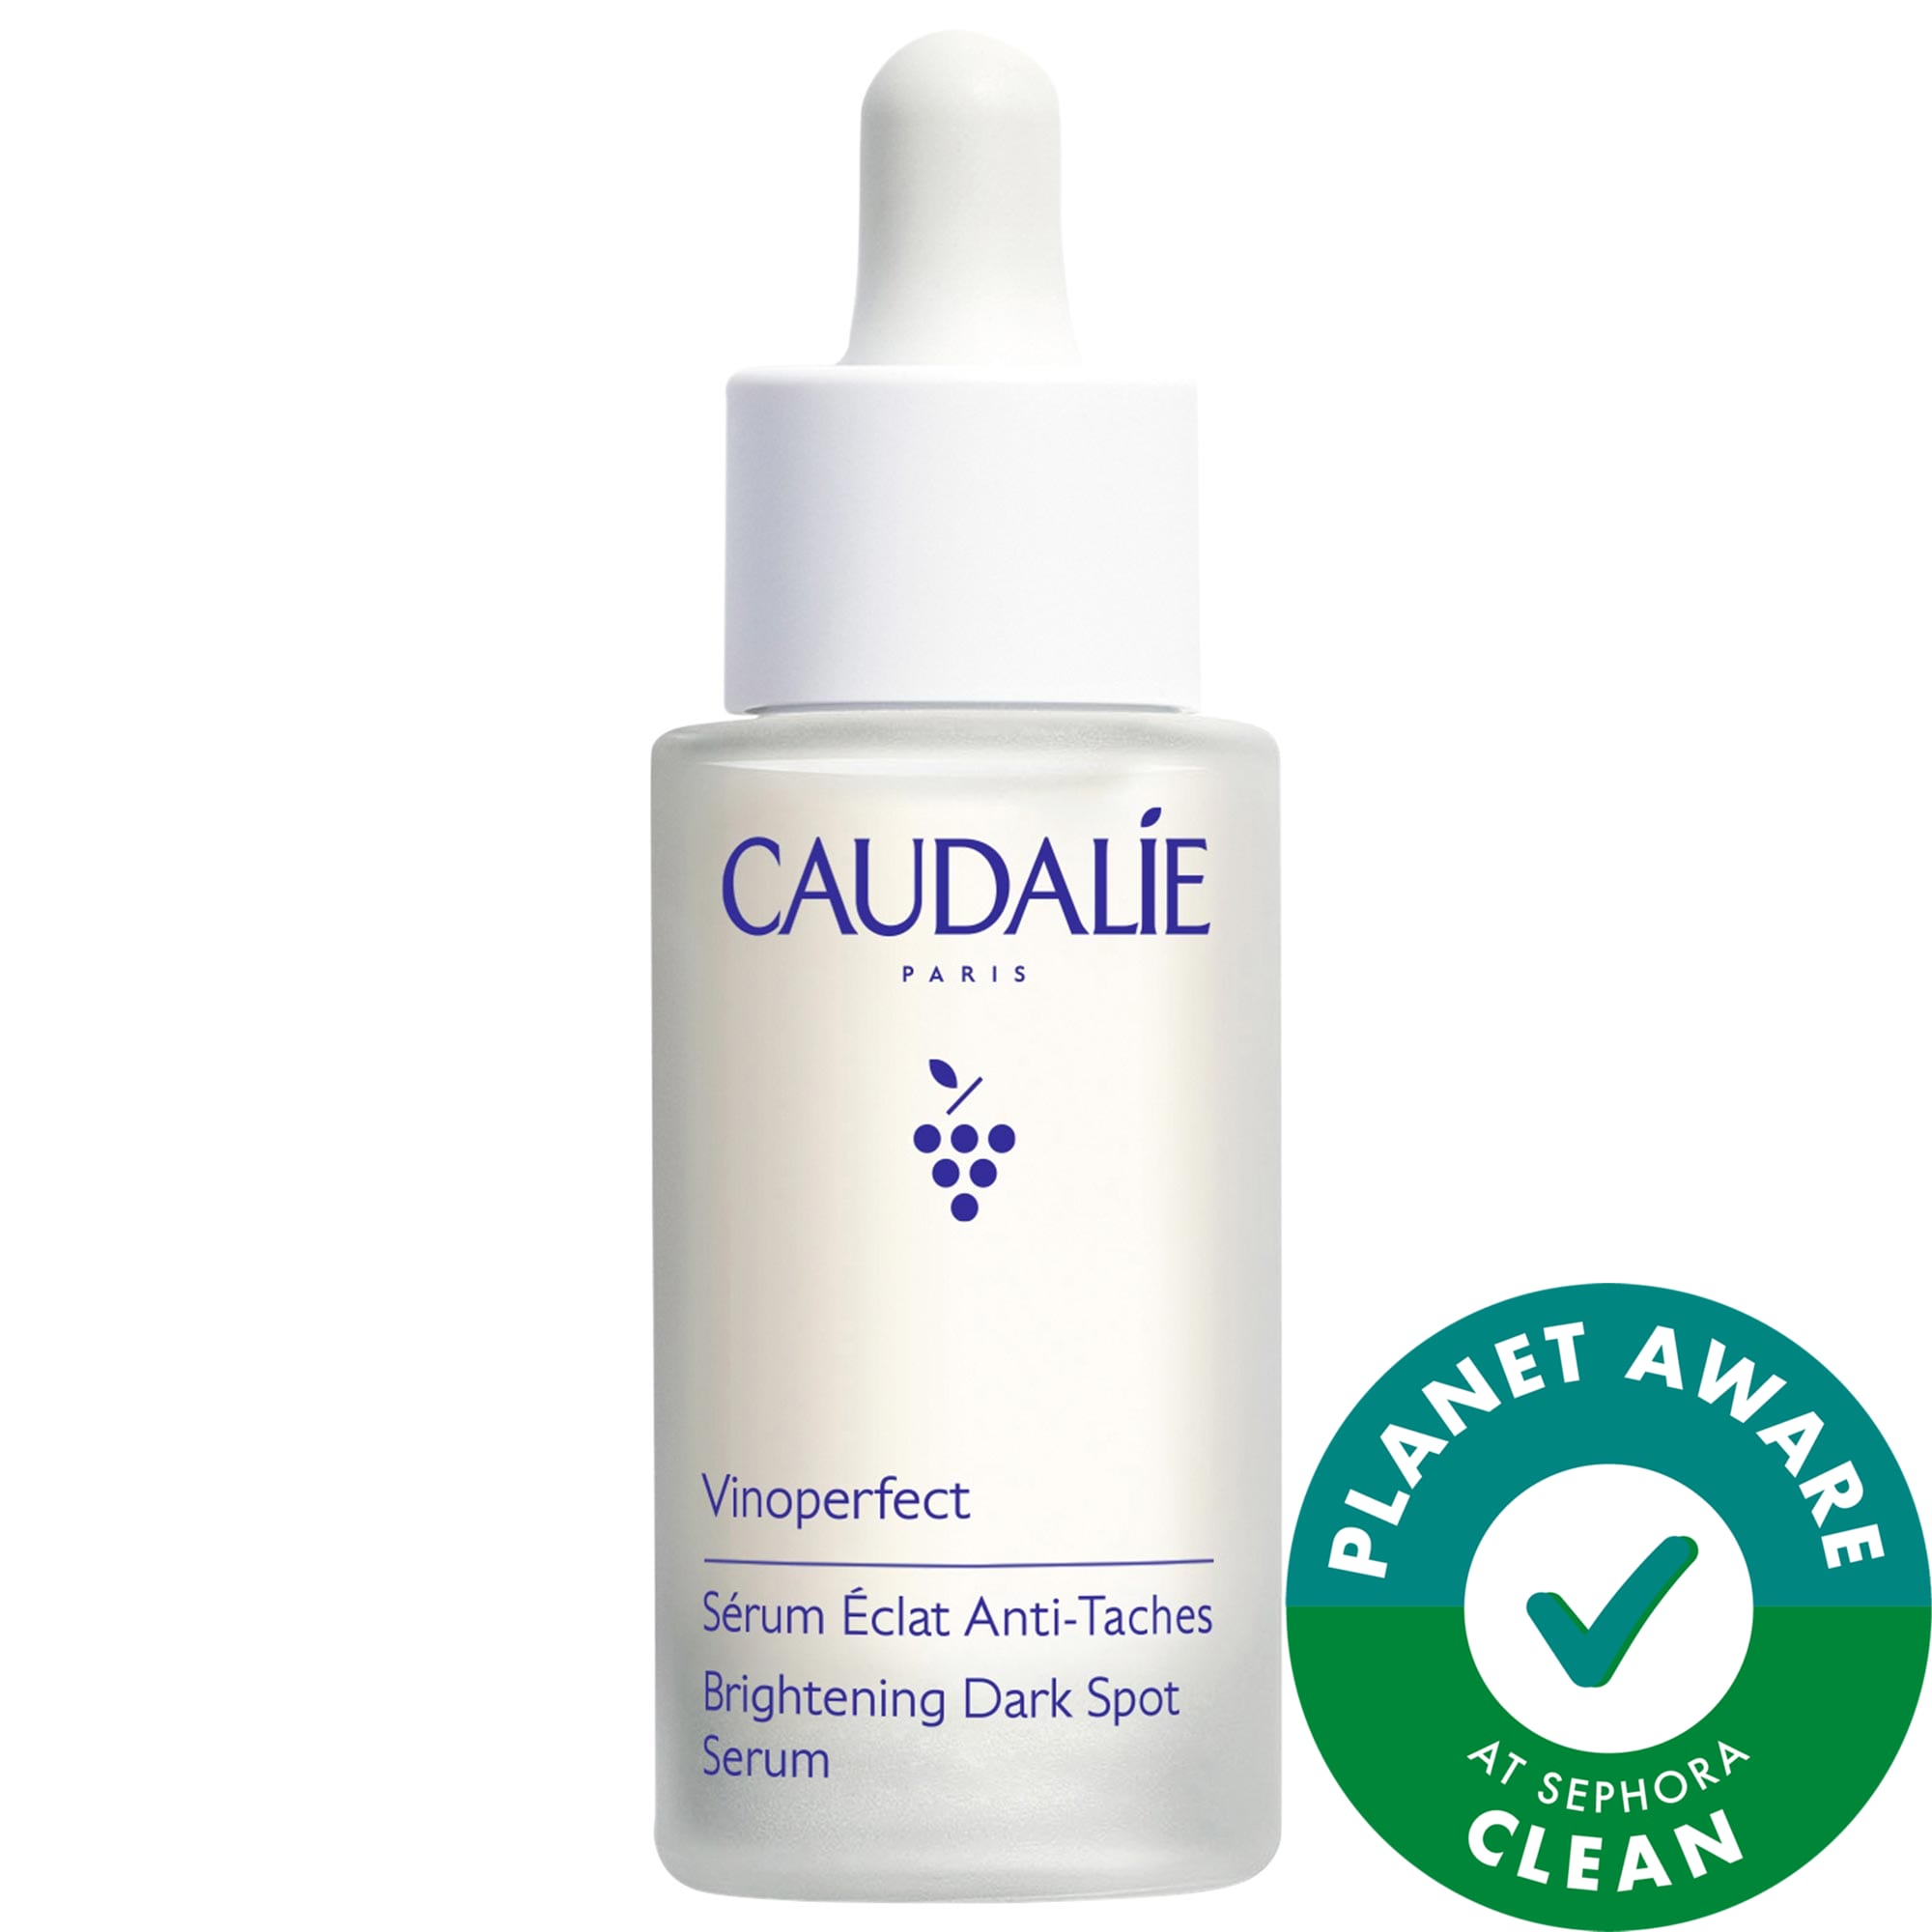 CAUDALÍE
PARIS
Vinoperfect
Sérum Éclat Anti-Taches
Brightening Dark Spot
Serum
PLANET AWARE
AT SEPHORA
CLEAN